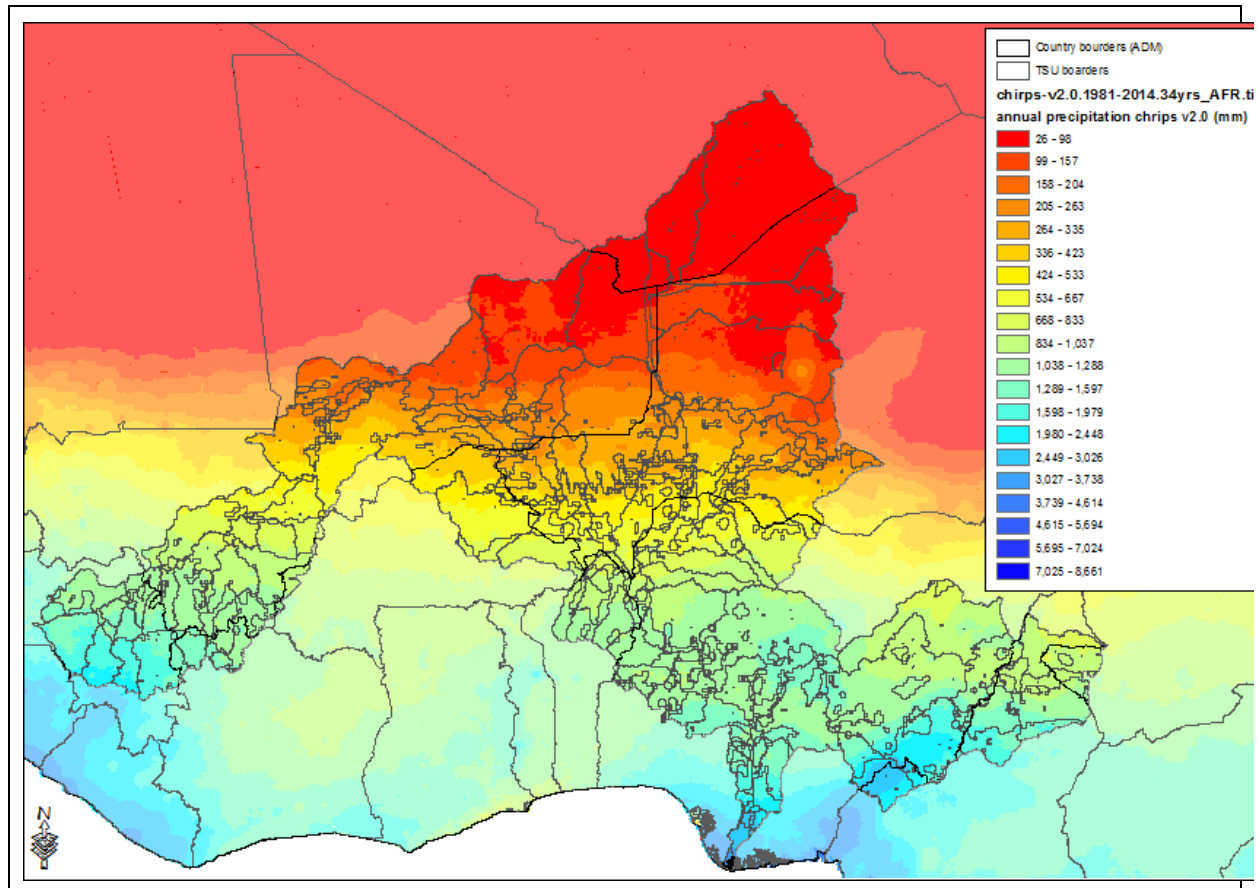 Country bourders (ADM)
TSU boarders
chirps-v2.0.1981-2014.34yrs_AFR.ti
annual precipitation chrips v2.0 (mm)
26 - 98
99 - 157
158 - 204
205 - 263
264 - 335
336 - 423
424 - 533
534 - 667
668 - 833
834 - 1,037
1,038 - 1,288
1,289 - 1,597
1,598 - 1,979
1,980 - 2,448
2,449 - 3,026
3,027 - 3,738
3,739 - 4,614
4,615 - 5,694
5,695 - 7,024
7,025 - 8,661
N